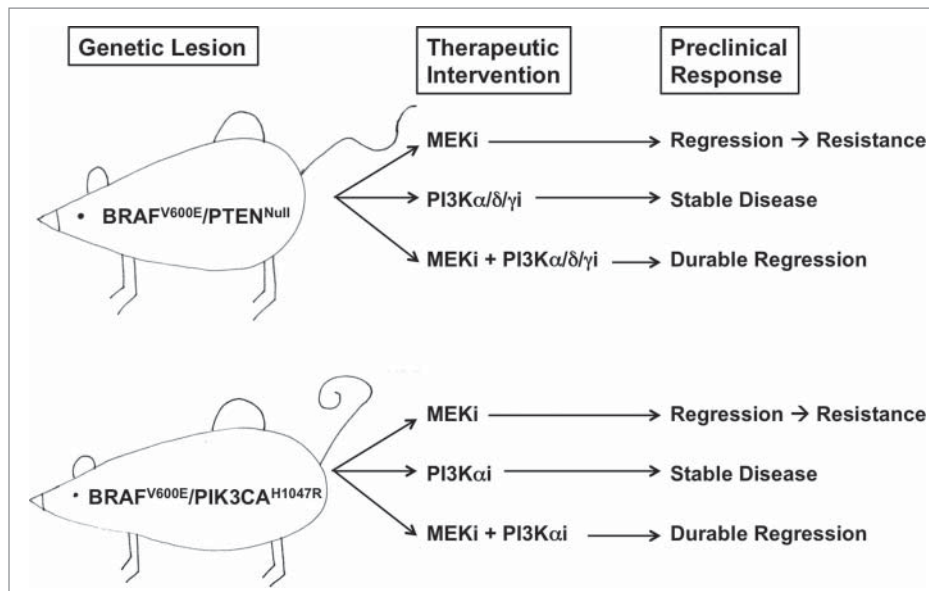 Genetic Lesion
Therapeutic
Intervention
Preclinical
Response
BRAFV600E/PTENNull
MEKi
Regression → Resistance
PI3Kα/δ/γi
Stable Disease
MEKi + PI3Kα/δ/γi
Durable Regression
BRAFV600E/PIK3CAH1047R
MEKi
Regression → Resistance
PI3Kαi
Stable Disease
MEKi + PI3Kαi
Durable Regression